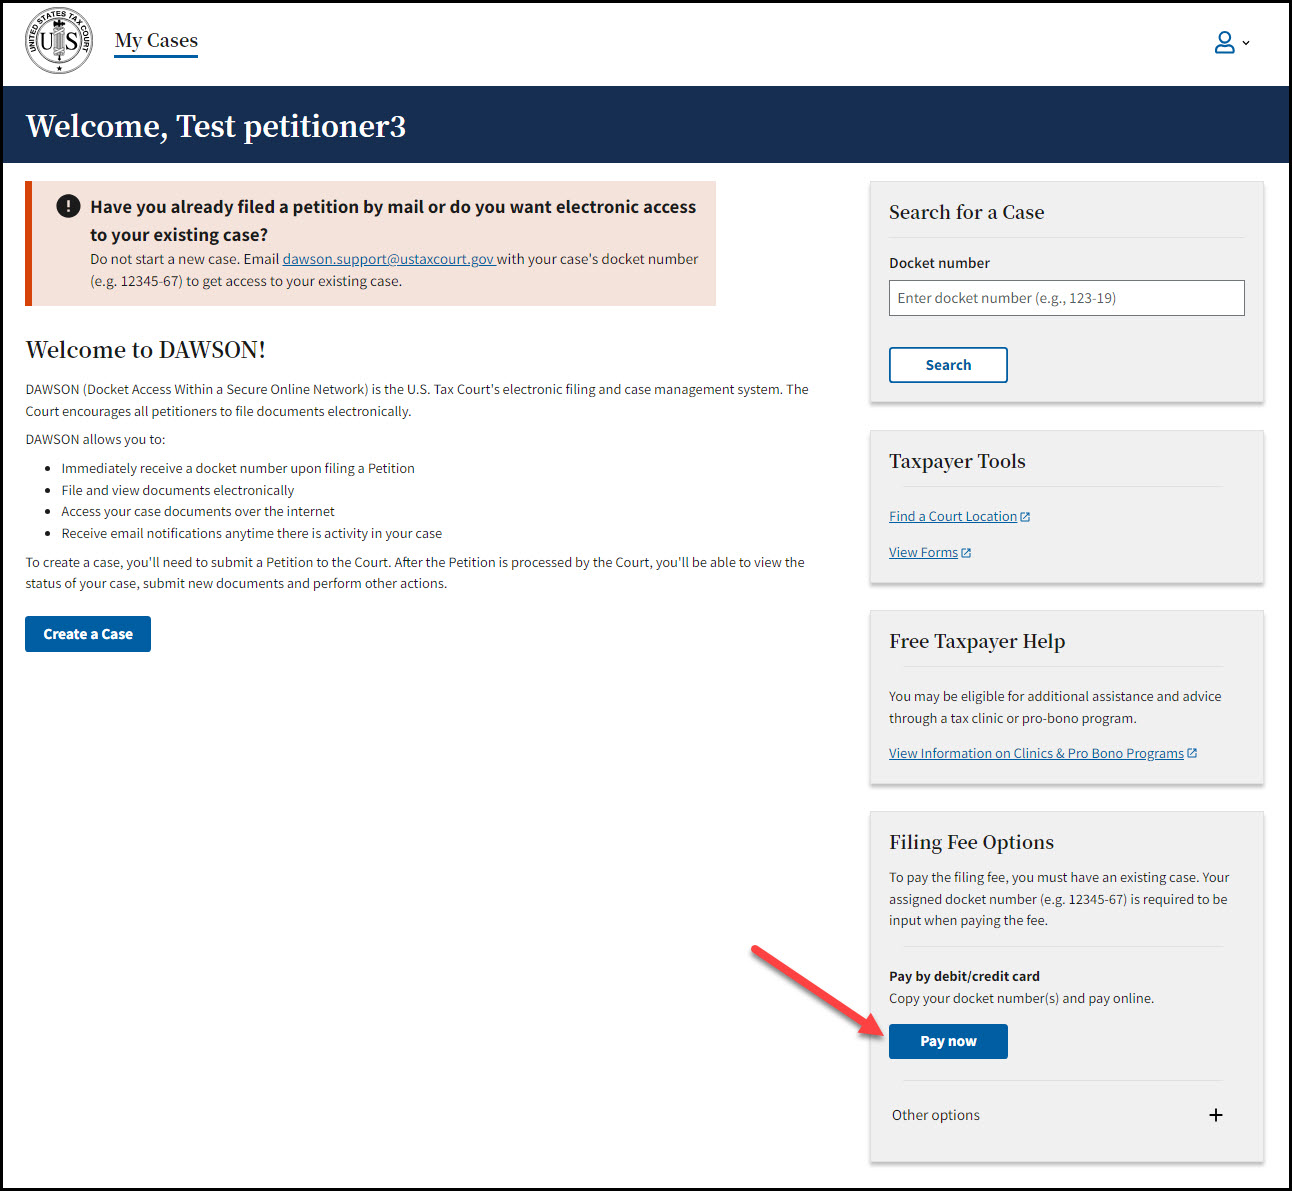 UNITED STATES TAX COURT
US
My Cases
Welcome, Test petitioner3
Have you already filed a petition by mail or do you want electronic access
to your existing case?
Do not start a new case. Email dawson.support@ustaxcourt.gov with your case's docket number
(e.g. 12345-67) to get access to your existing case.
Welcome to DAWSON!
DAWSON (Docket Access Within a Secure Online Network) is the U.S. Tax Court's electronic filing and case management system. The
Court encourages all petitioners to file documents electronically.
DAWSON allows you to:
• Immediately receive a docket number upon filing a Petition
• File and view documents electronically
• Access your case documents over the internet
• Receive email notifications anytime there is activity in your case
To create a case, you'll need to submit a Petition to the Court. After the Petition is processed by the Court, you'll be able to view the
status of your case, submit new documents and perform other actions.
Create a Case
Search for a Case
Docket number
Enter docket number (e.g., 123-19)
Search
Taxpayer Tools
Find a Court Location
View Forms
Free Taxpayer Help
You may be eligible for additional assistance and advice
through a tax clinic or pro-bono program.
View Information on Clinics & Pro Bono Programs
Filing Fee Options
To pay the filing fee, you must have an existing case. Your
assigned docket number (e.g. 12345-67) is required to be
input when paying the fee.
Pay by debit/credit card
Copy your docket number(s) and pay online.
Pay now
Other options